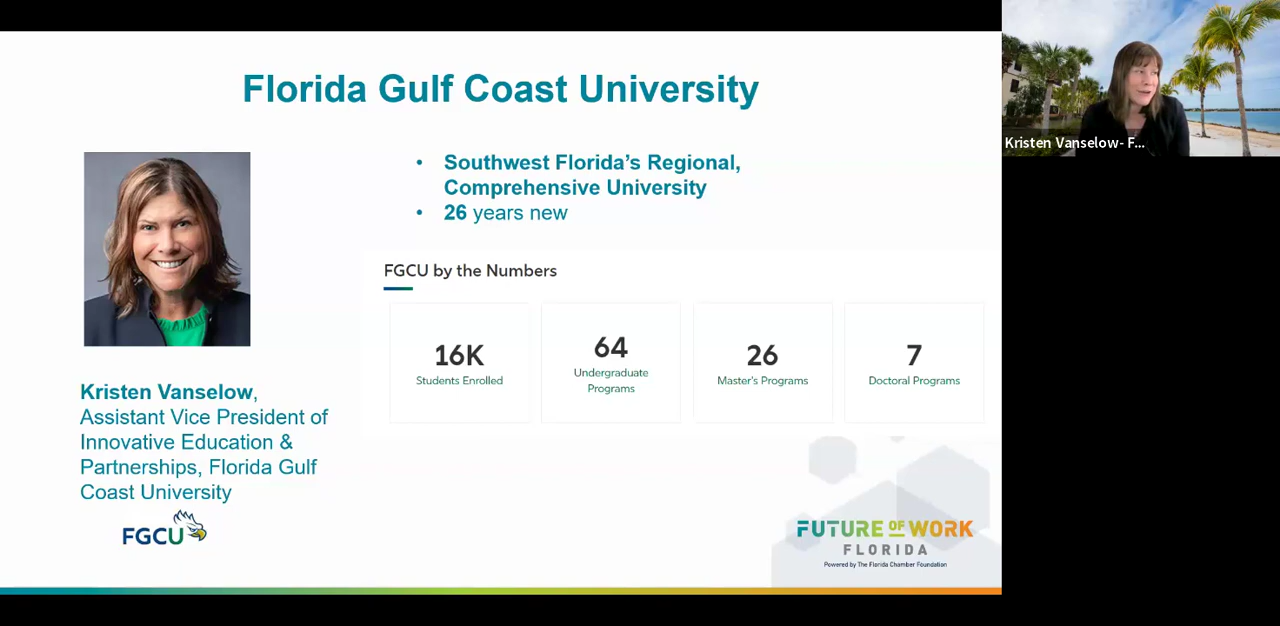 Florida Gulf Coast University
• Southwest Florida's Regional,
Comprehensive University
• 26 years new
FGCU by the Numbers
16K
Students Enrolled
64
Undergraduate
Programs
26
Master's Programs
7
Doctoral Programs
Kristen Vanselow,
Assistant Vice President of
Innovative Education &
Partnerships, Florida Gulf
Coast University
FGCU
FUTURE OF WORK
FLORIDA
Powered by The Florida Chamber Foundation
Kristen Vanselow- F...